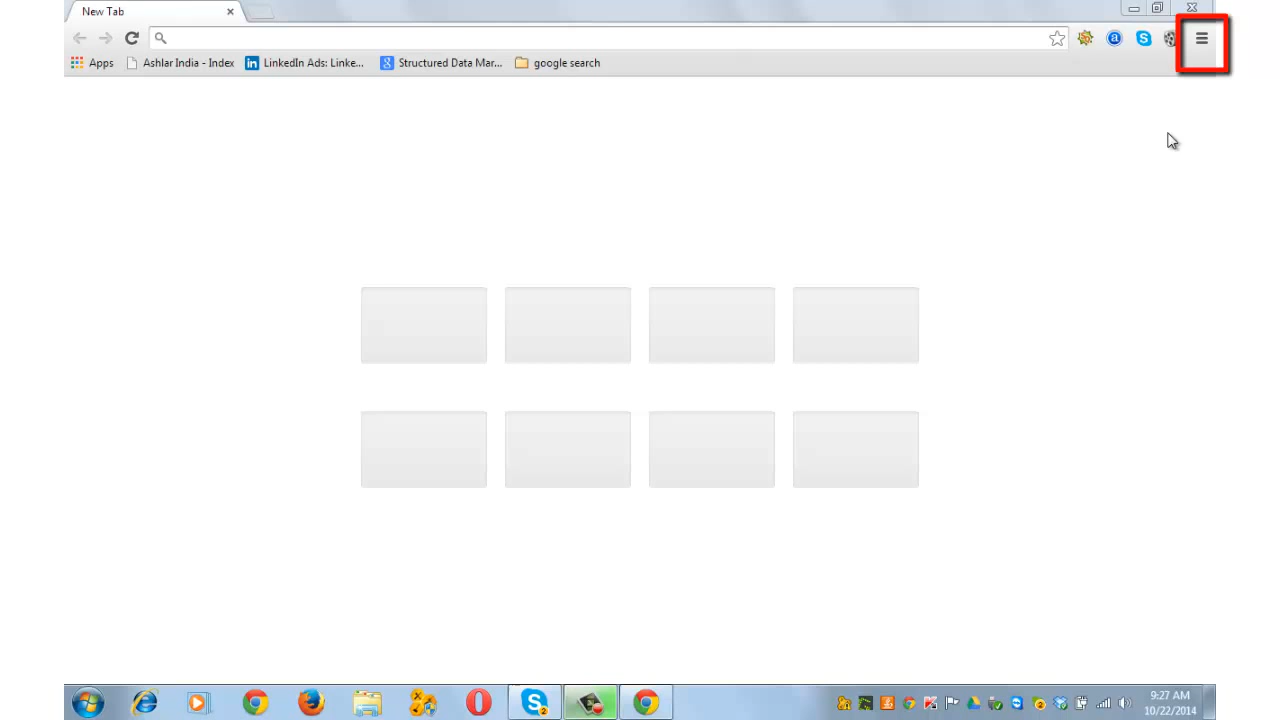 New Tab
Apps Ashlar India - Index LinkedIn Ads: Linke... Structured Data Mar... google search
9:27 AM
10/22/2014